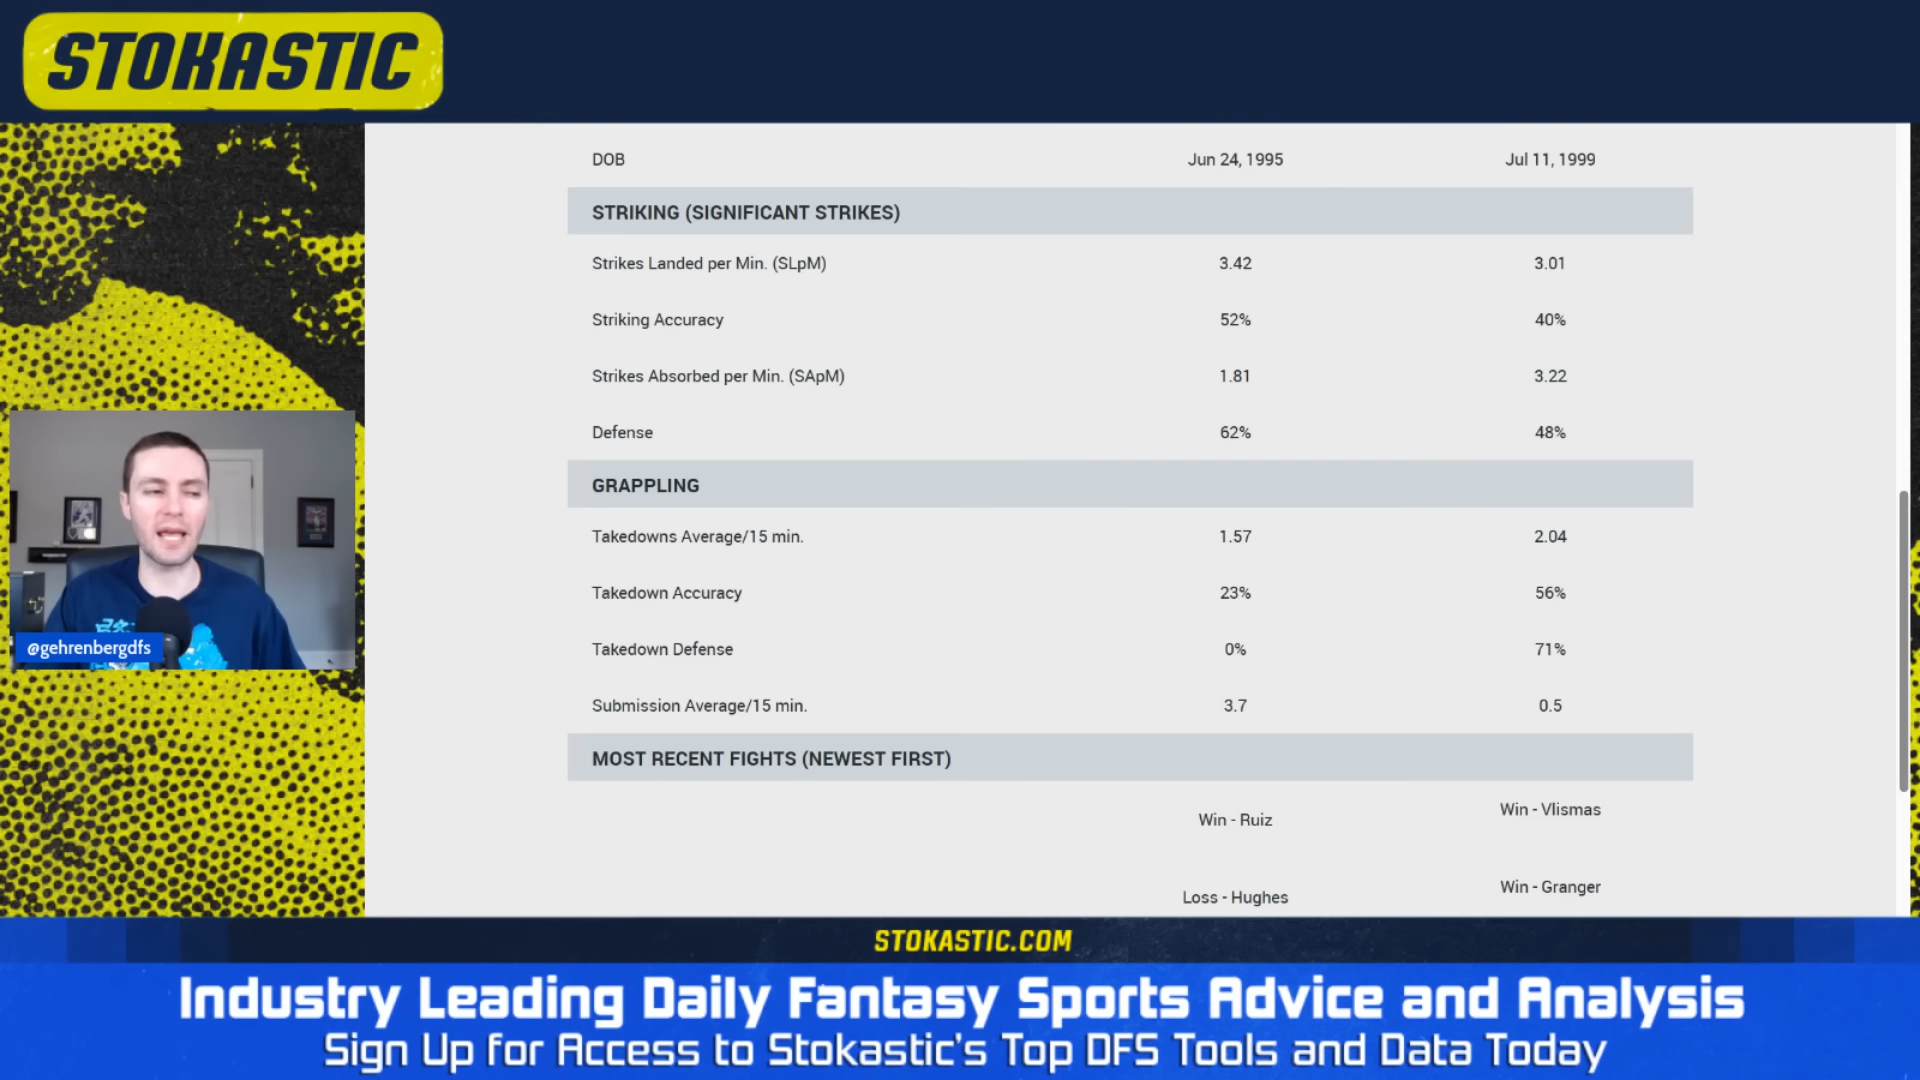 STOKASTIC
DOB Jun 24, 1995 Jul 11, 1999
STRIKING (SIGNIFICANT STRIKES)
Strikes Landed per Min. (SLpM) 3.42 3.01
Striking Accuracy 52% 40%
Strikes Absorbed per Min. (SApM) 1.81 3.22
Defense 62% 48%
GRAPPLING
Takedowns Average/15 min. 1.57 2.04
Takedown Accuracy 23% 56%
Takedown Defense 0% 71%
Submission Average/15 min. 3.7 0.5
MOST RECENT FIGHTS (NEWEST FIRST)
Win - Ruiz Win - Vlismas
Loss - Hughes Win - Granger
@gehrenbergdfs
STOKASTIC.COM
Industry Leading Daily Fantasy Sports Advice and Analysis
Sign Up for Access to Stokastic's Top DFS Tools and Data Today